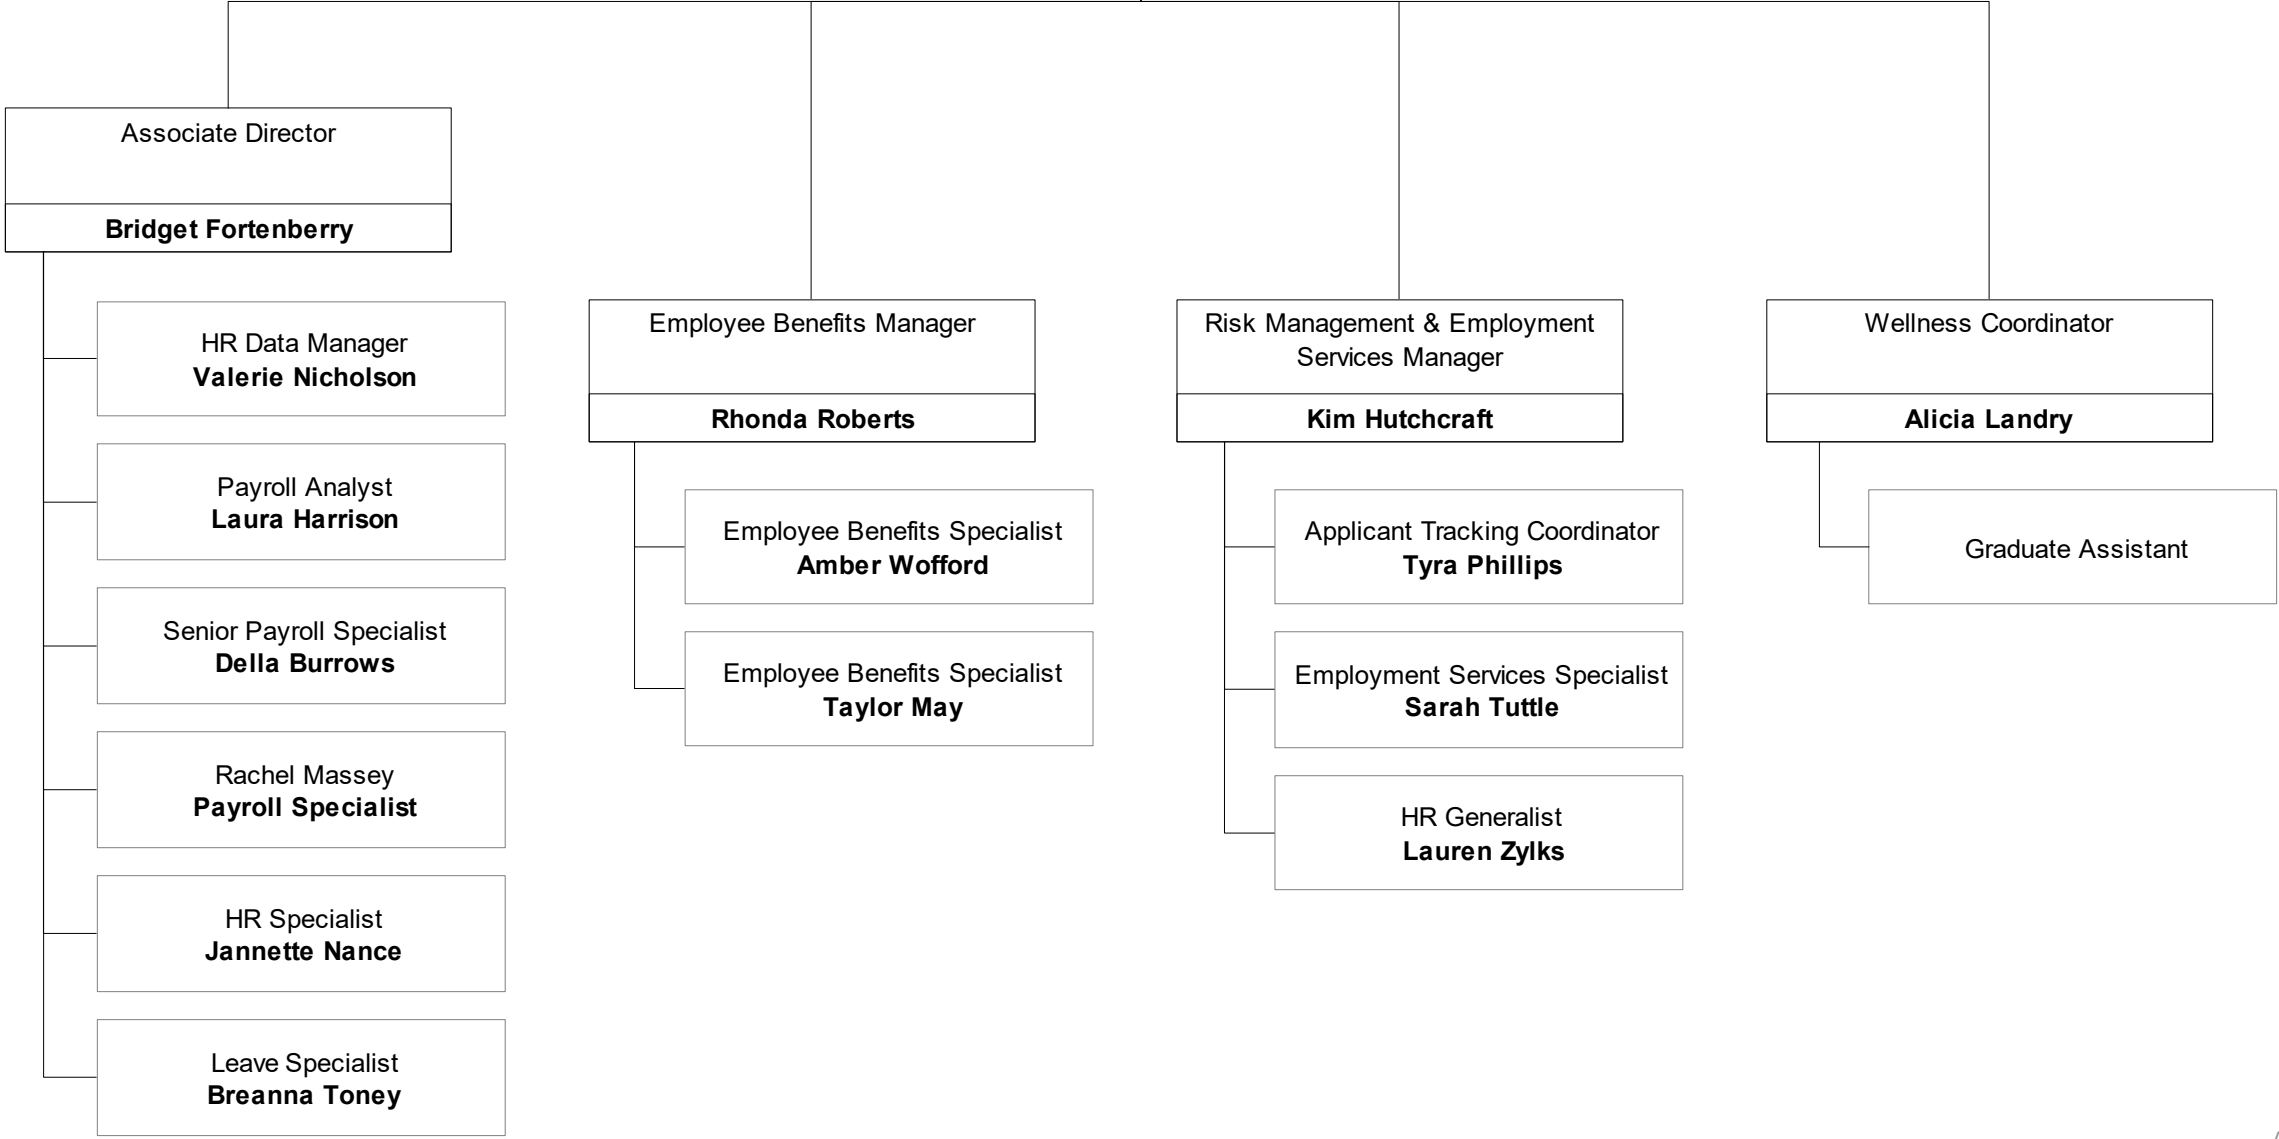 Associate Director
Bridget Fortenberry
HR Data Manager
Valerie Nicholson
Payroll Analyst
Laura Harrison
Senior Payroll Specialist
Della Burrows
Rachel Massey
Payroll Specialist
HR Specialist
Jannette Nance
Leave Specialist
Breanna Toney
Employee Benefits Manager
Rhonda Roberts
Employee Benefits Specialist
Amber Wofford
Employee Benefits Specialist
Taylor May
Risk Management & Employment
Services Manager
Kim Hutchcraft
Applicant Tracking Coordinator
Tyra Phillips
Employment Services Specialist
Sarah Tuttle
HR Generalist
Lauren Zylks
Wellness Coordinator
Alicia Landry
Graduate Assistant